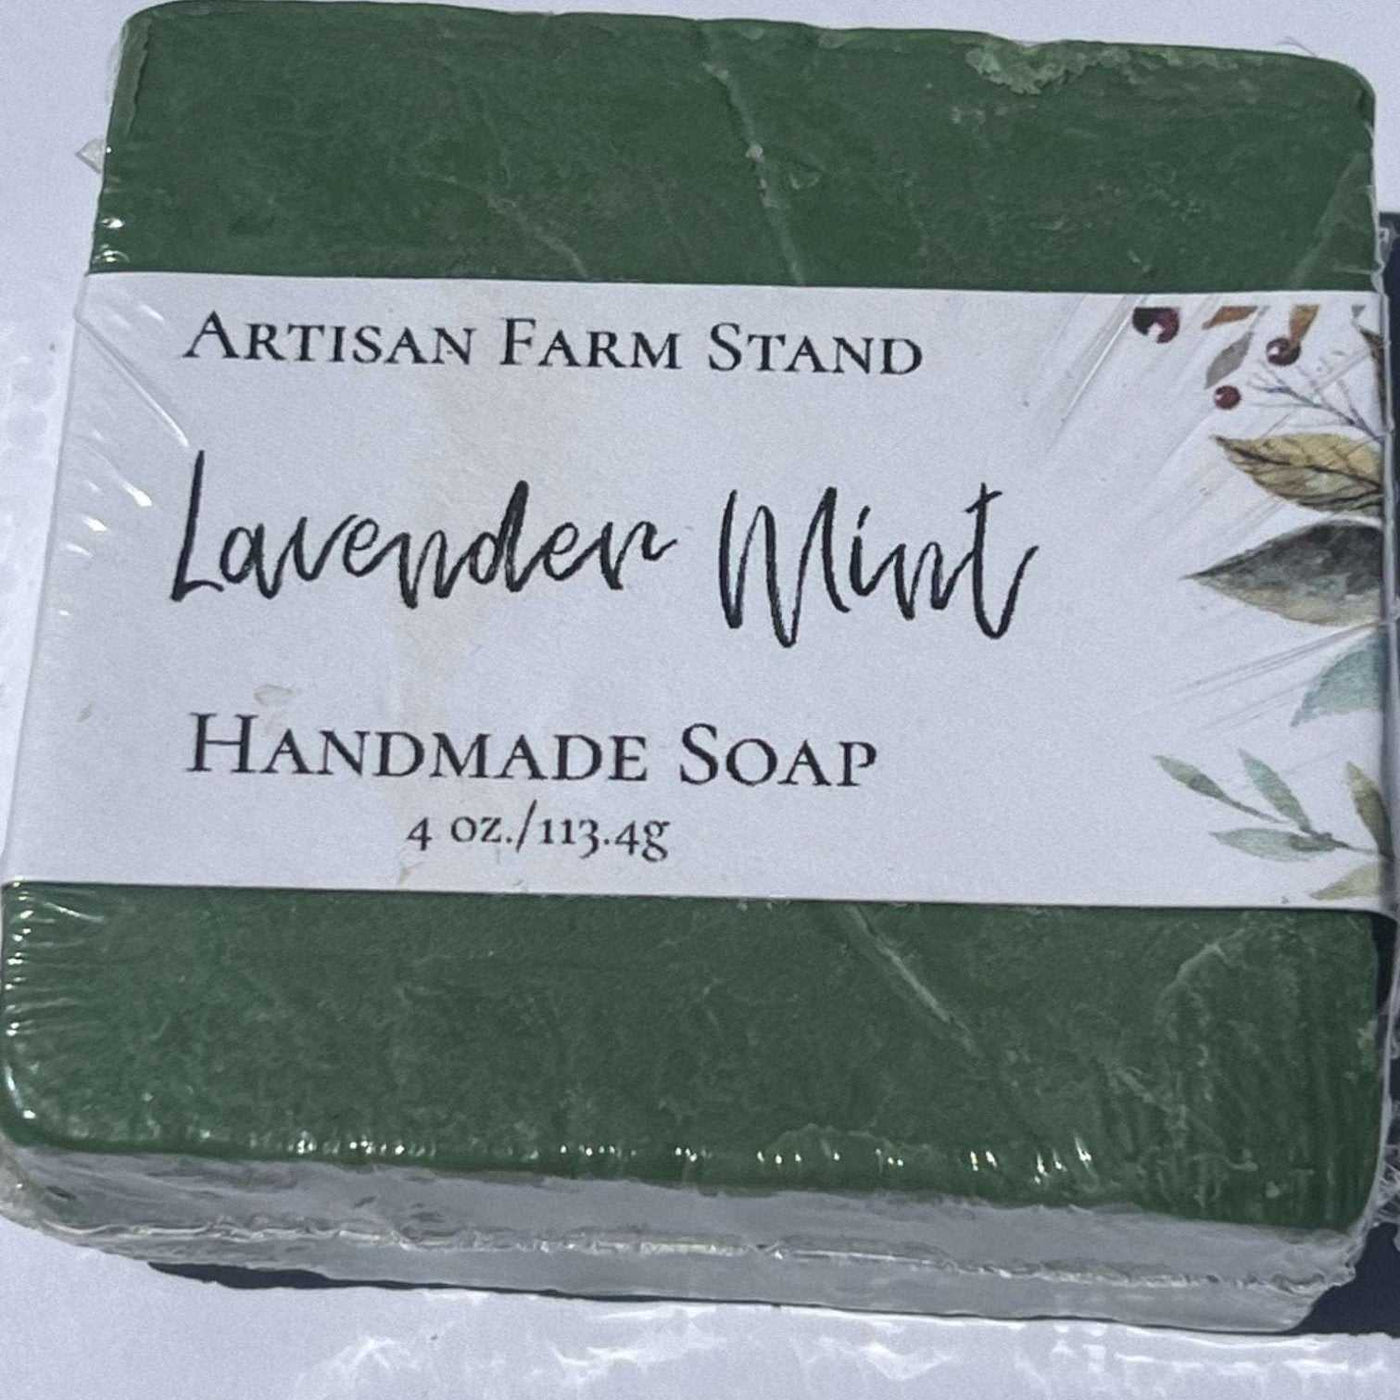 Artisan Farm Stand
Lavender Mint
Handmade Soap
4 oz./113.4g